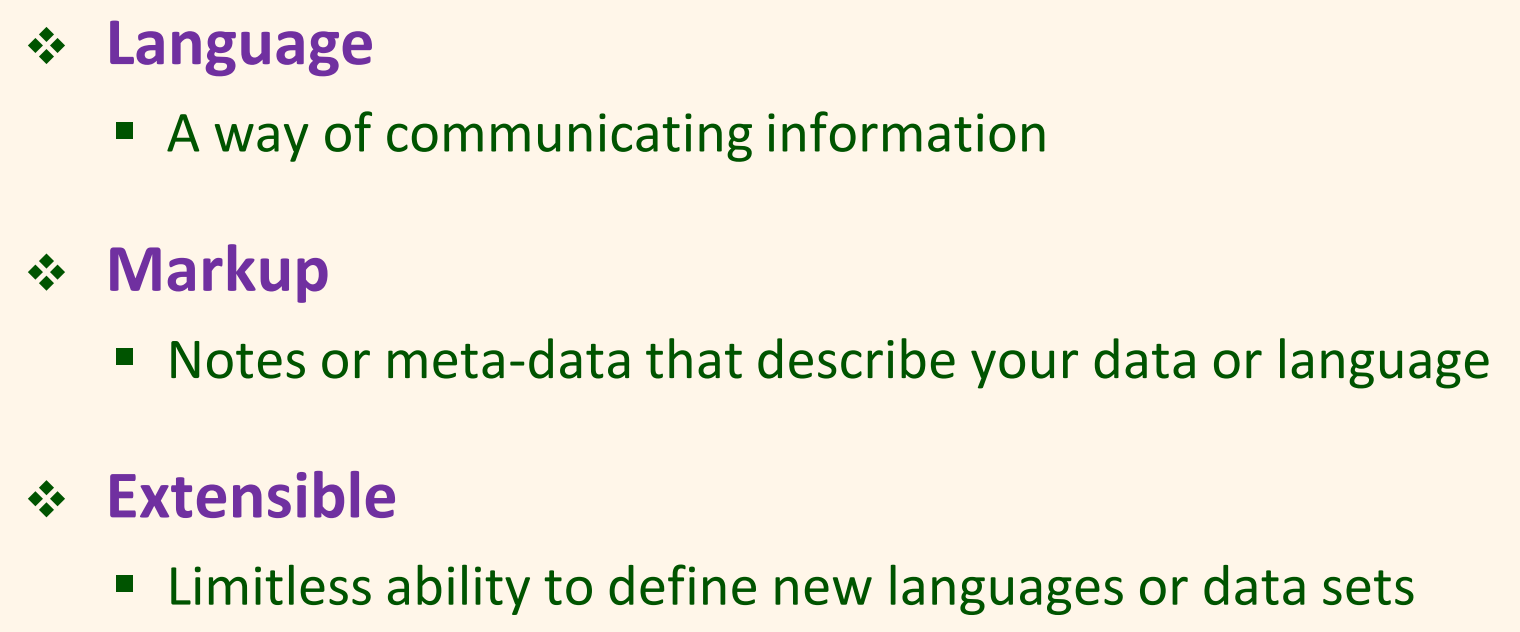 ❖ Language
▪ A way of communicating information
❖ Markup
▪ Notes or meta-data that describe your data or language
❖ Extensible
▪ Limitless ability to define new languages or data sets